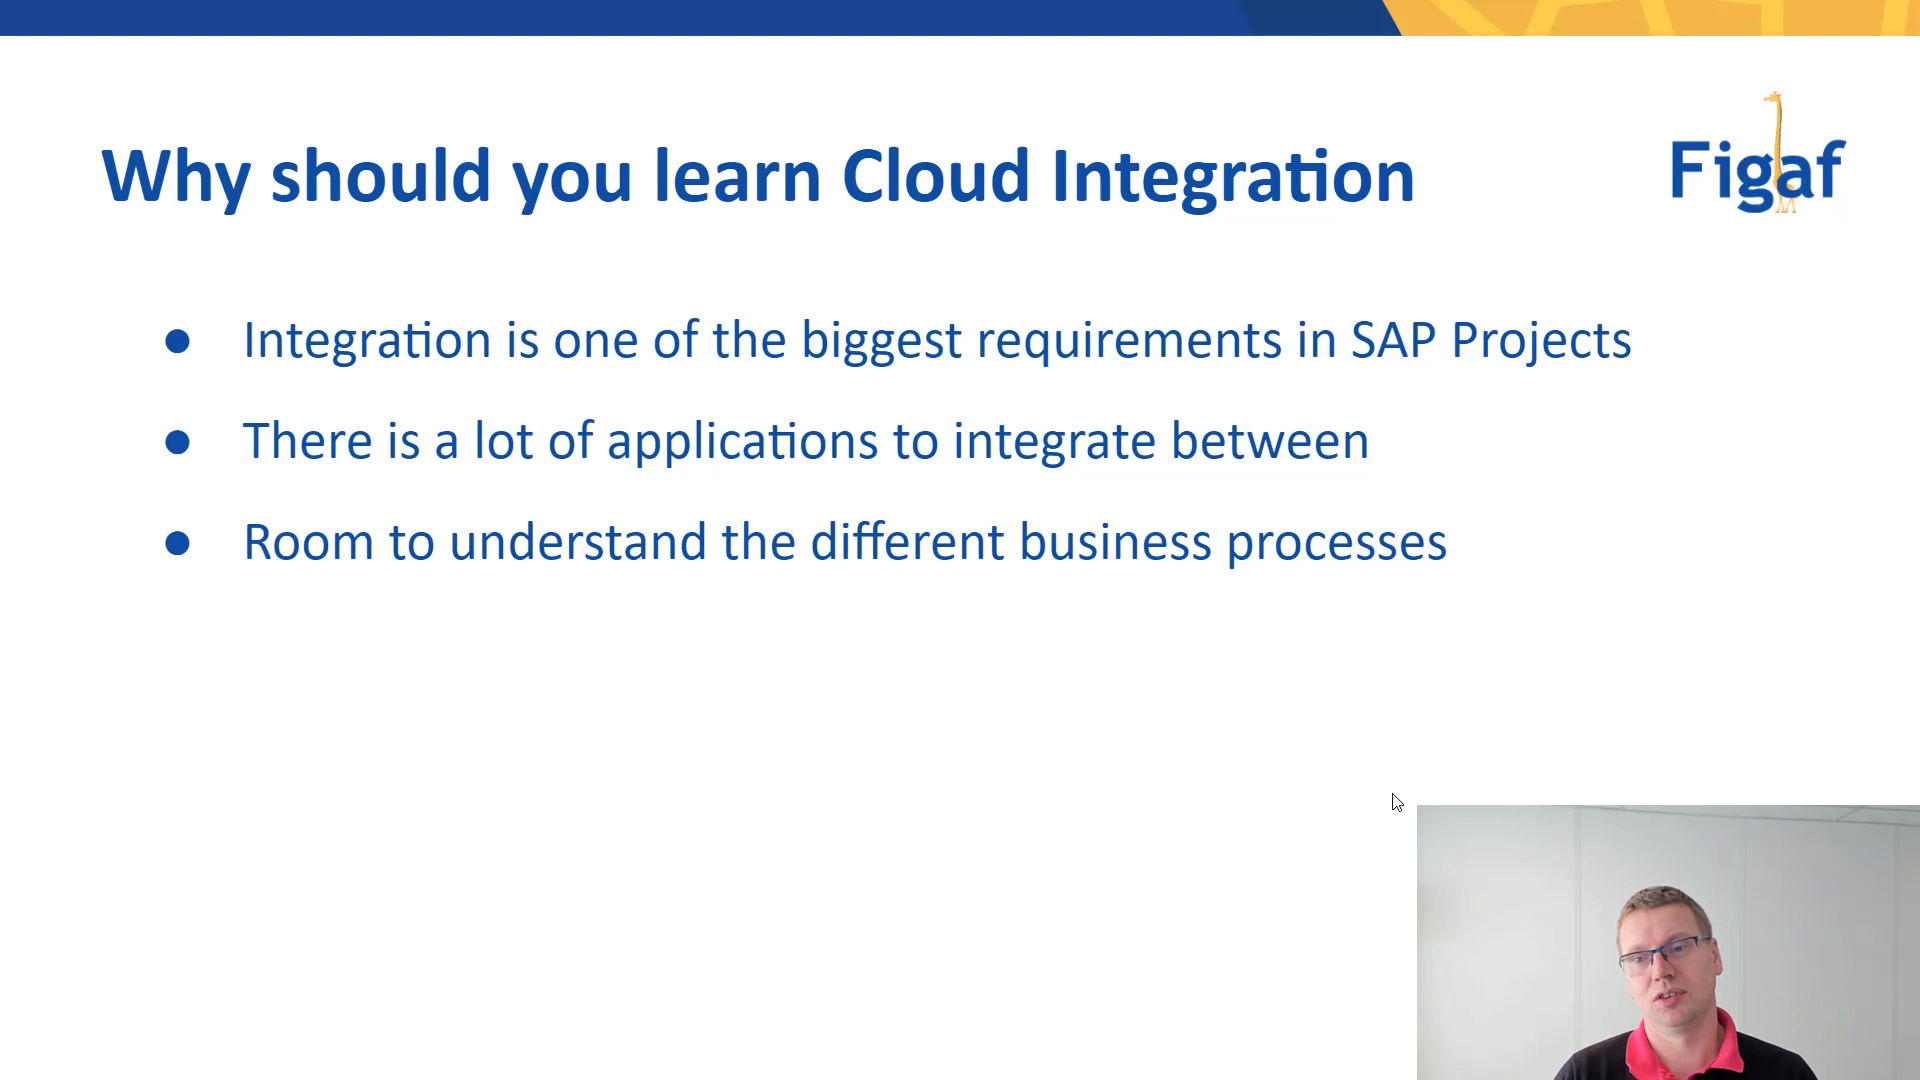 Why should you learn Cloud Integration
Figaf
● Integration is one of the biggest requirements in SAP Projects
● There is a lot of applications to integrate between
● Room to understand the different business processes